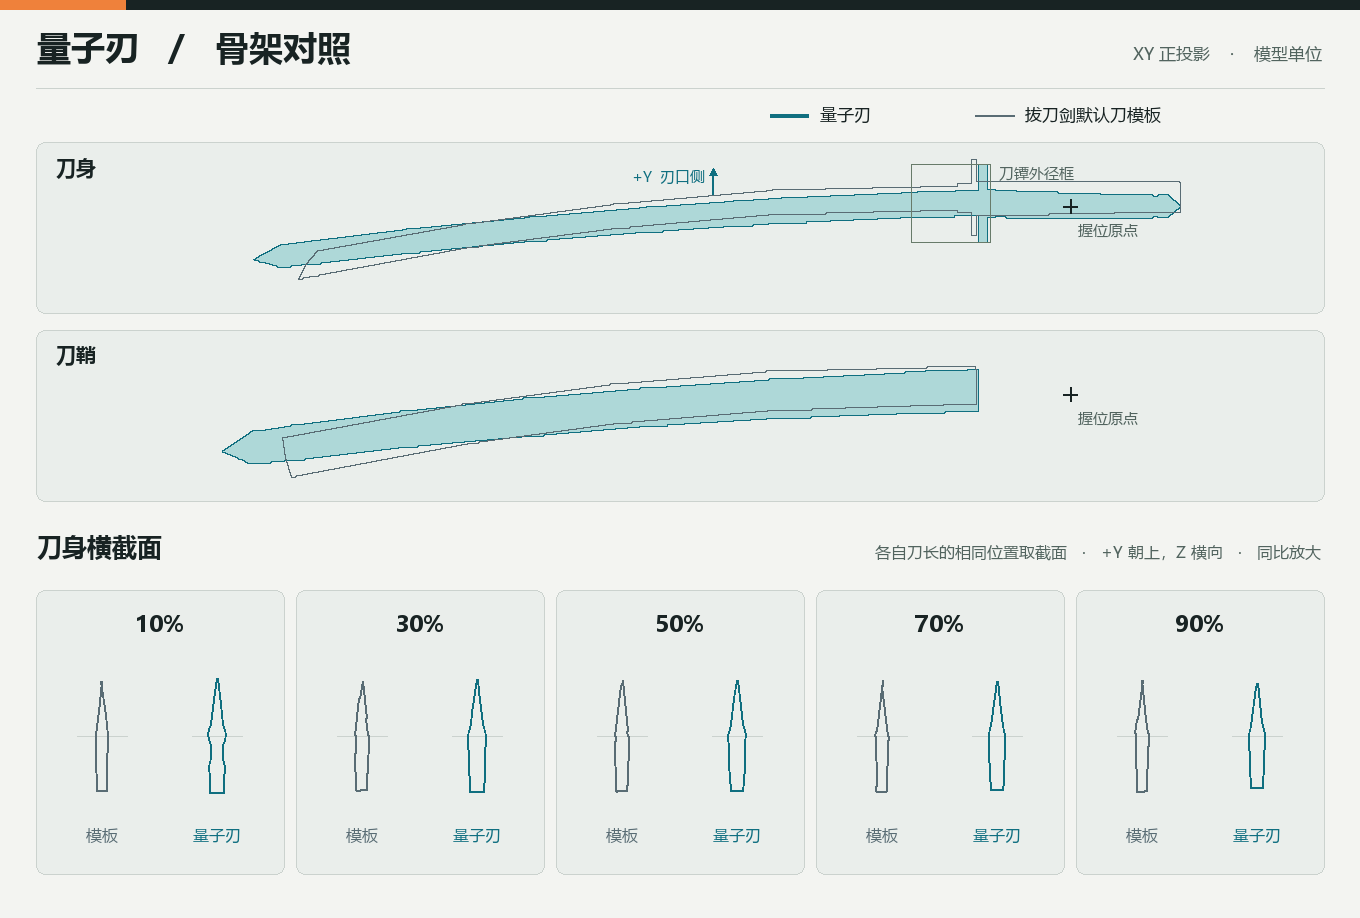 量子刃 / 骨架对照
XY 正投影 · 模型单位
量子刃
拔刀剑默认刀模板
刀身
+Y 刃口侧
刀镡外径框
握位原点
刀鞘
握位原点
刀身横截面
各自刀长的相同位置取截面 · +Y 朝上，Z 横向 · 同比放大
10%
30%
50%
70%
90%
模板
量子刃
模板
量子刃
模板
量子刃
模板
量子刃
模板
量子刃